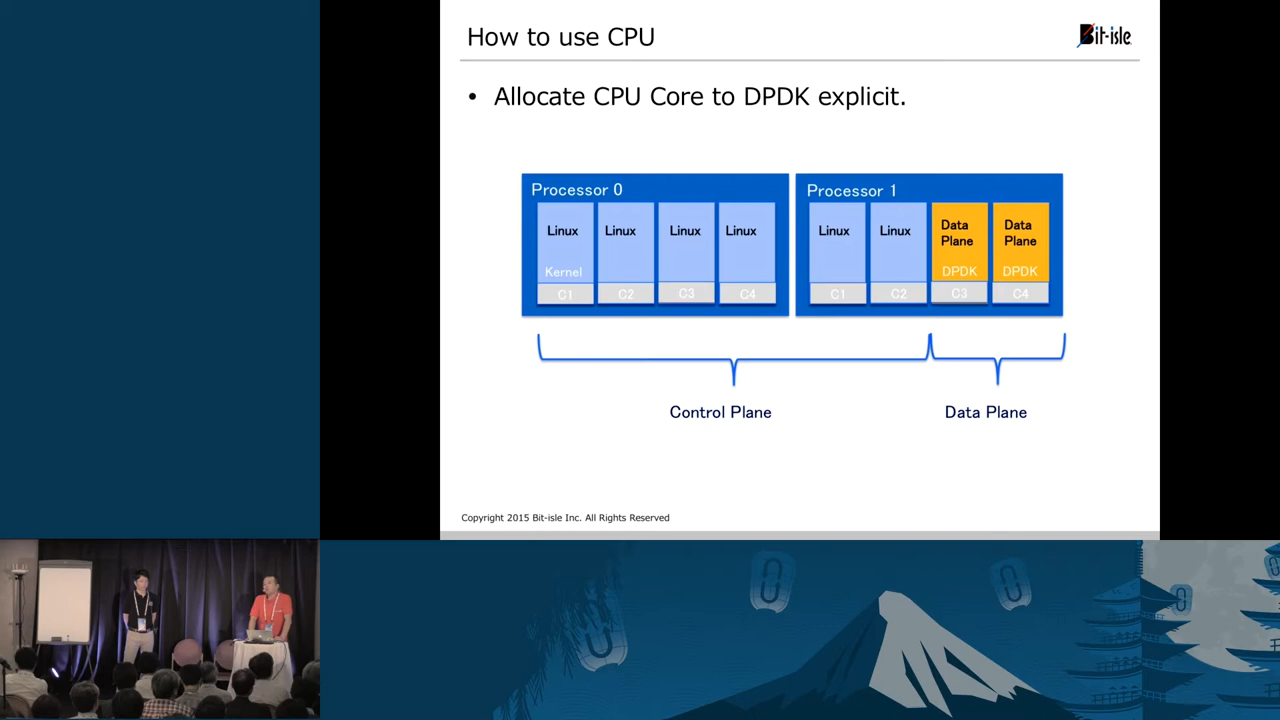 How to use CPU
Bit-isle
• Allocate CPU Core to DPDK explicit.
Processor 0
Processor 1
Linux
Linux
Linux
Linux
Linux
Linux
Data
Plane
Data
Plane
Kernel
DPDK
DPDK
C1
C2
C3
C4
C1
C2
C3
C4
Control Plane
Data Plane
Copyright 2015 Bit-isle Inc. All Rights Reserved